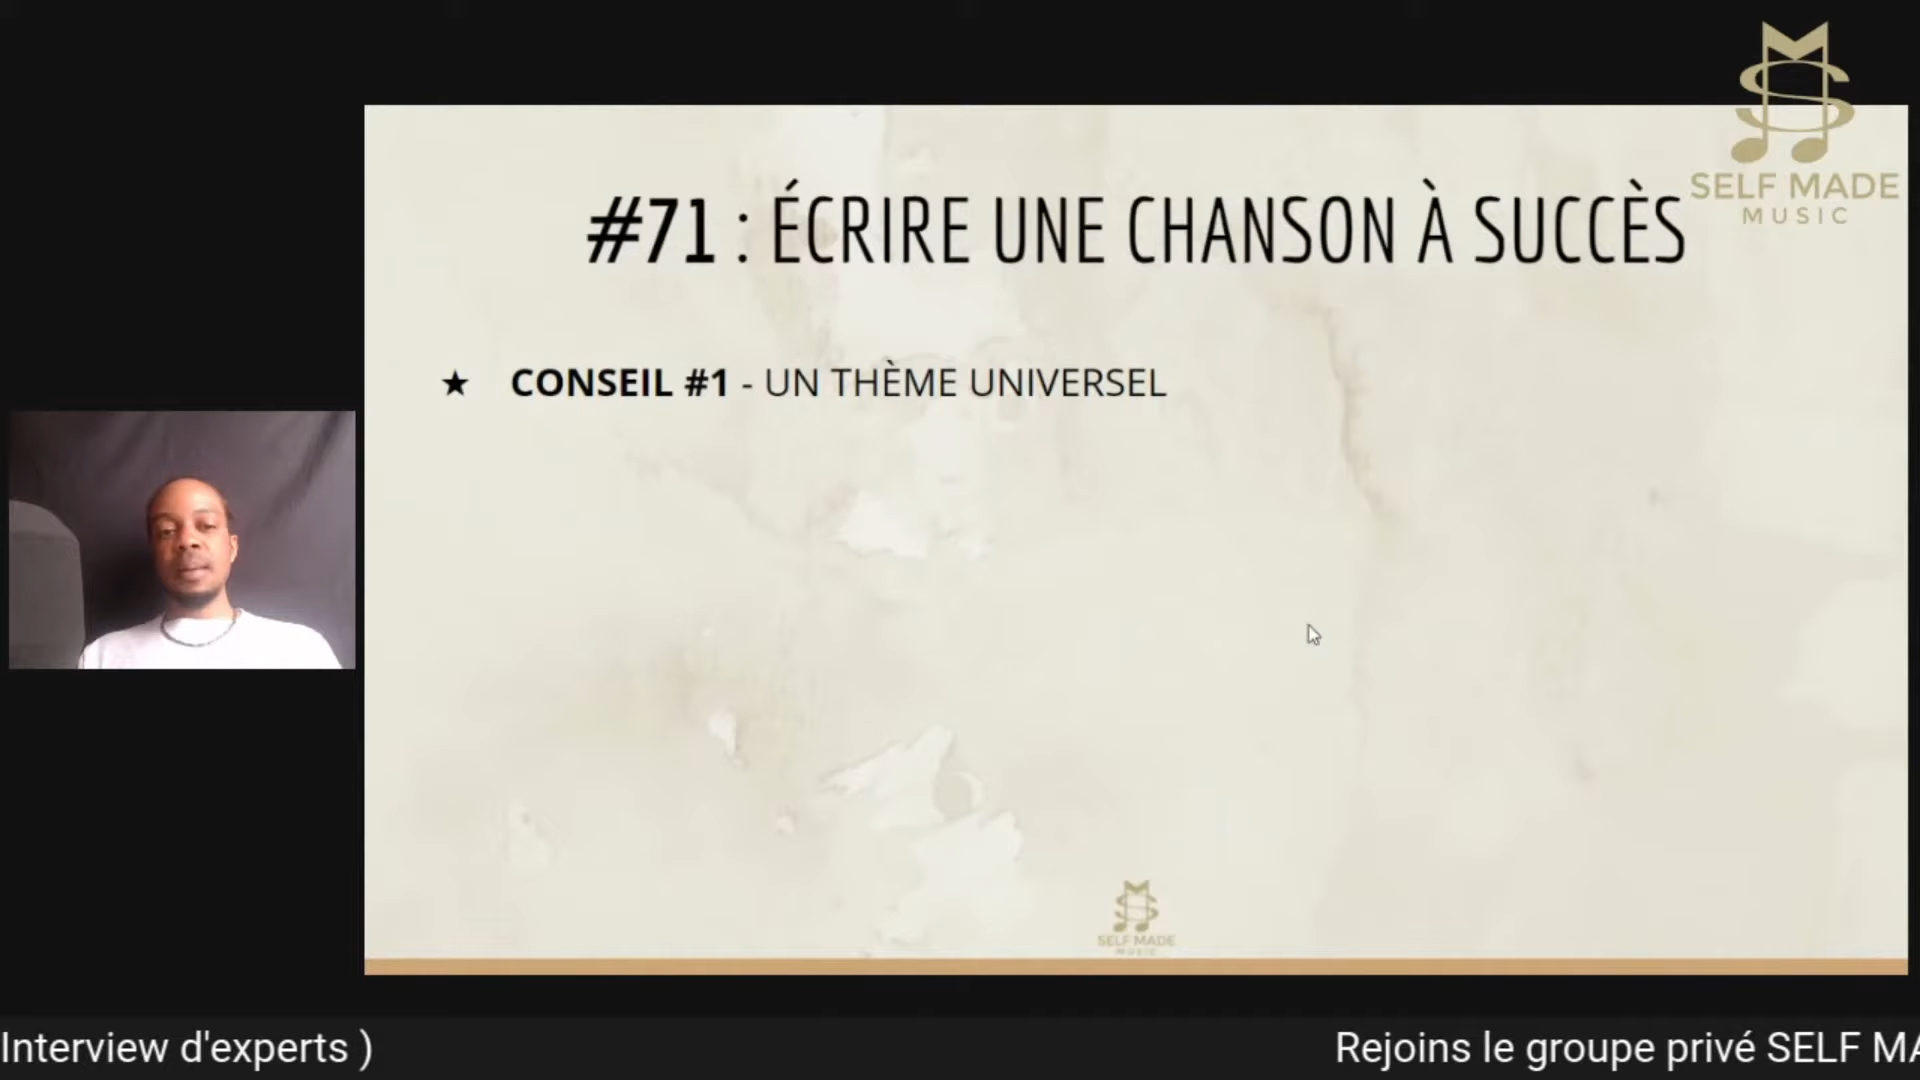 SELF MADE
MUSIC
#71 : ÉCRIRE UNE CHANSON À SUCCÈS
★ CONSEIL #1 - UN THÈME UNIVERSEL
SELF MADE
MUSIC
Interview d'experts )
Rejoins le groupe privé SELF MA